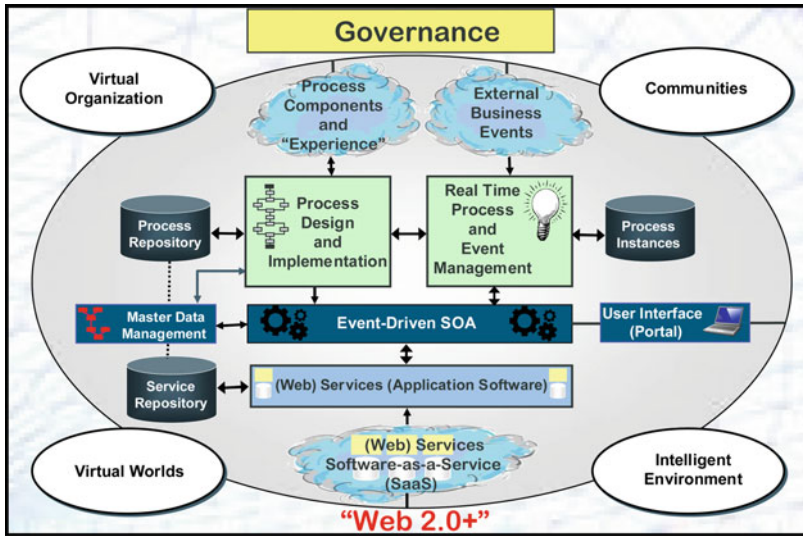 Governance
Virtual
Organization
Process
Components
and
“Experience”
External
Business
Events
Communities
Process
Repository
Process
Design
and
Implementation
Real Time
Process
and
Event
Management
Process
Instances
Master Data
Management
Event-Driven SOA
User Interface
(Portal)
Service
Repository
(Web) Services (Application Software)
Virtual Worlds
(Web) Services
Software-as-a-Service
(SaaS)
Intelligent
Environment
“Web 2.0+”